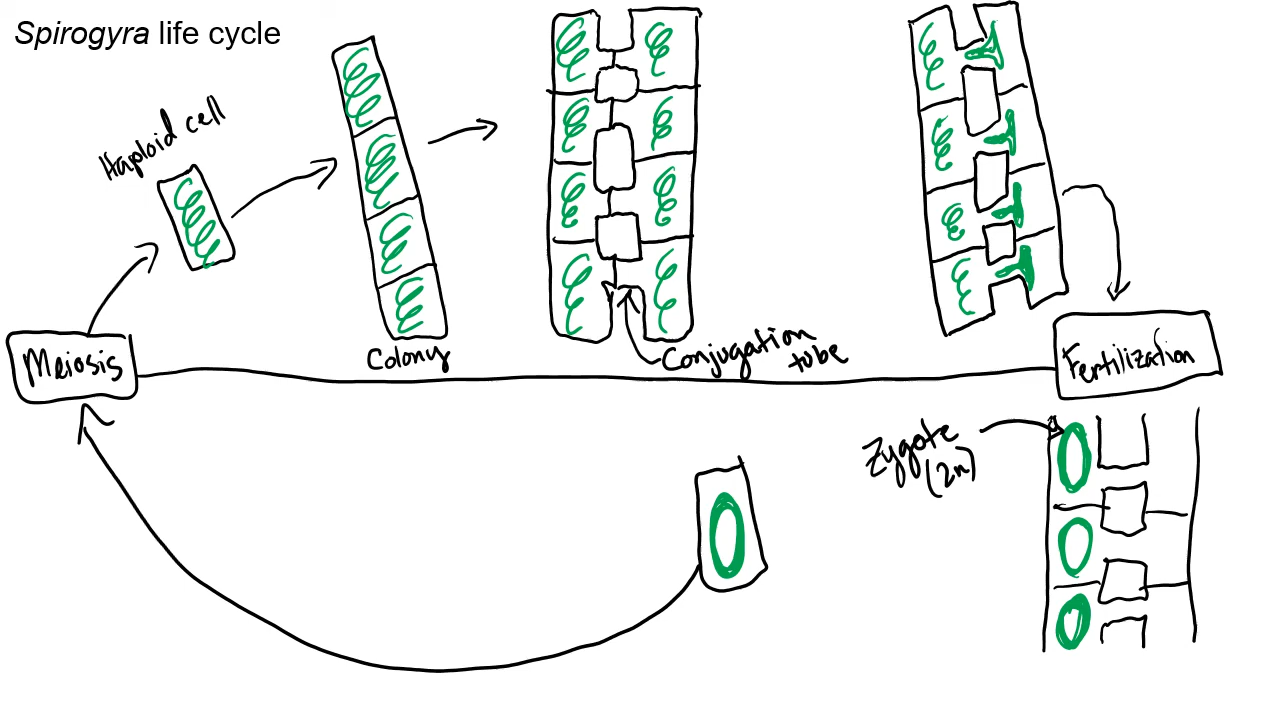 Spirogyra life cycle
Haploid cell
Colony
Conjugation
tube
Meiosis
Fertilization
Zygote
(2n)